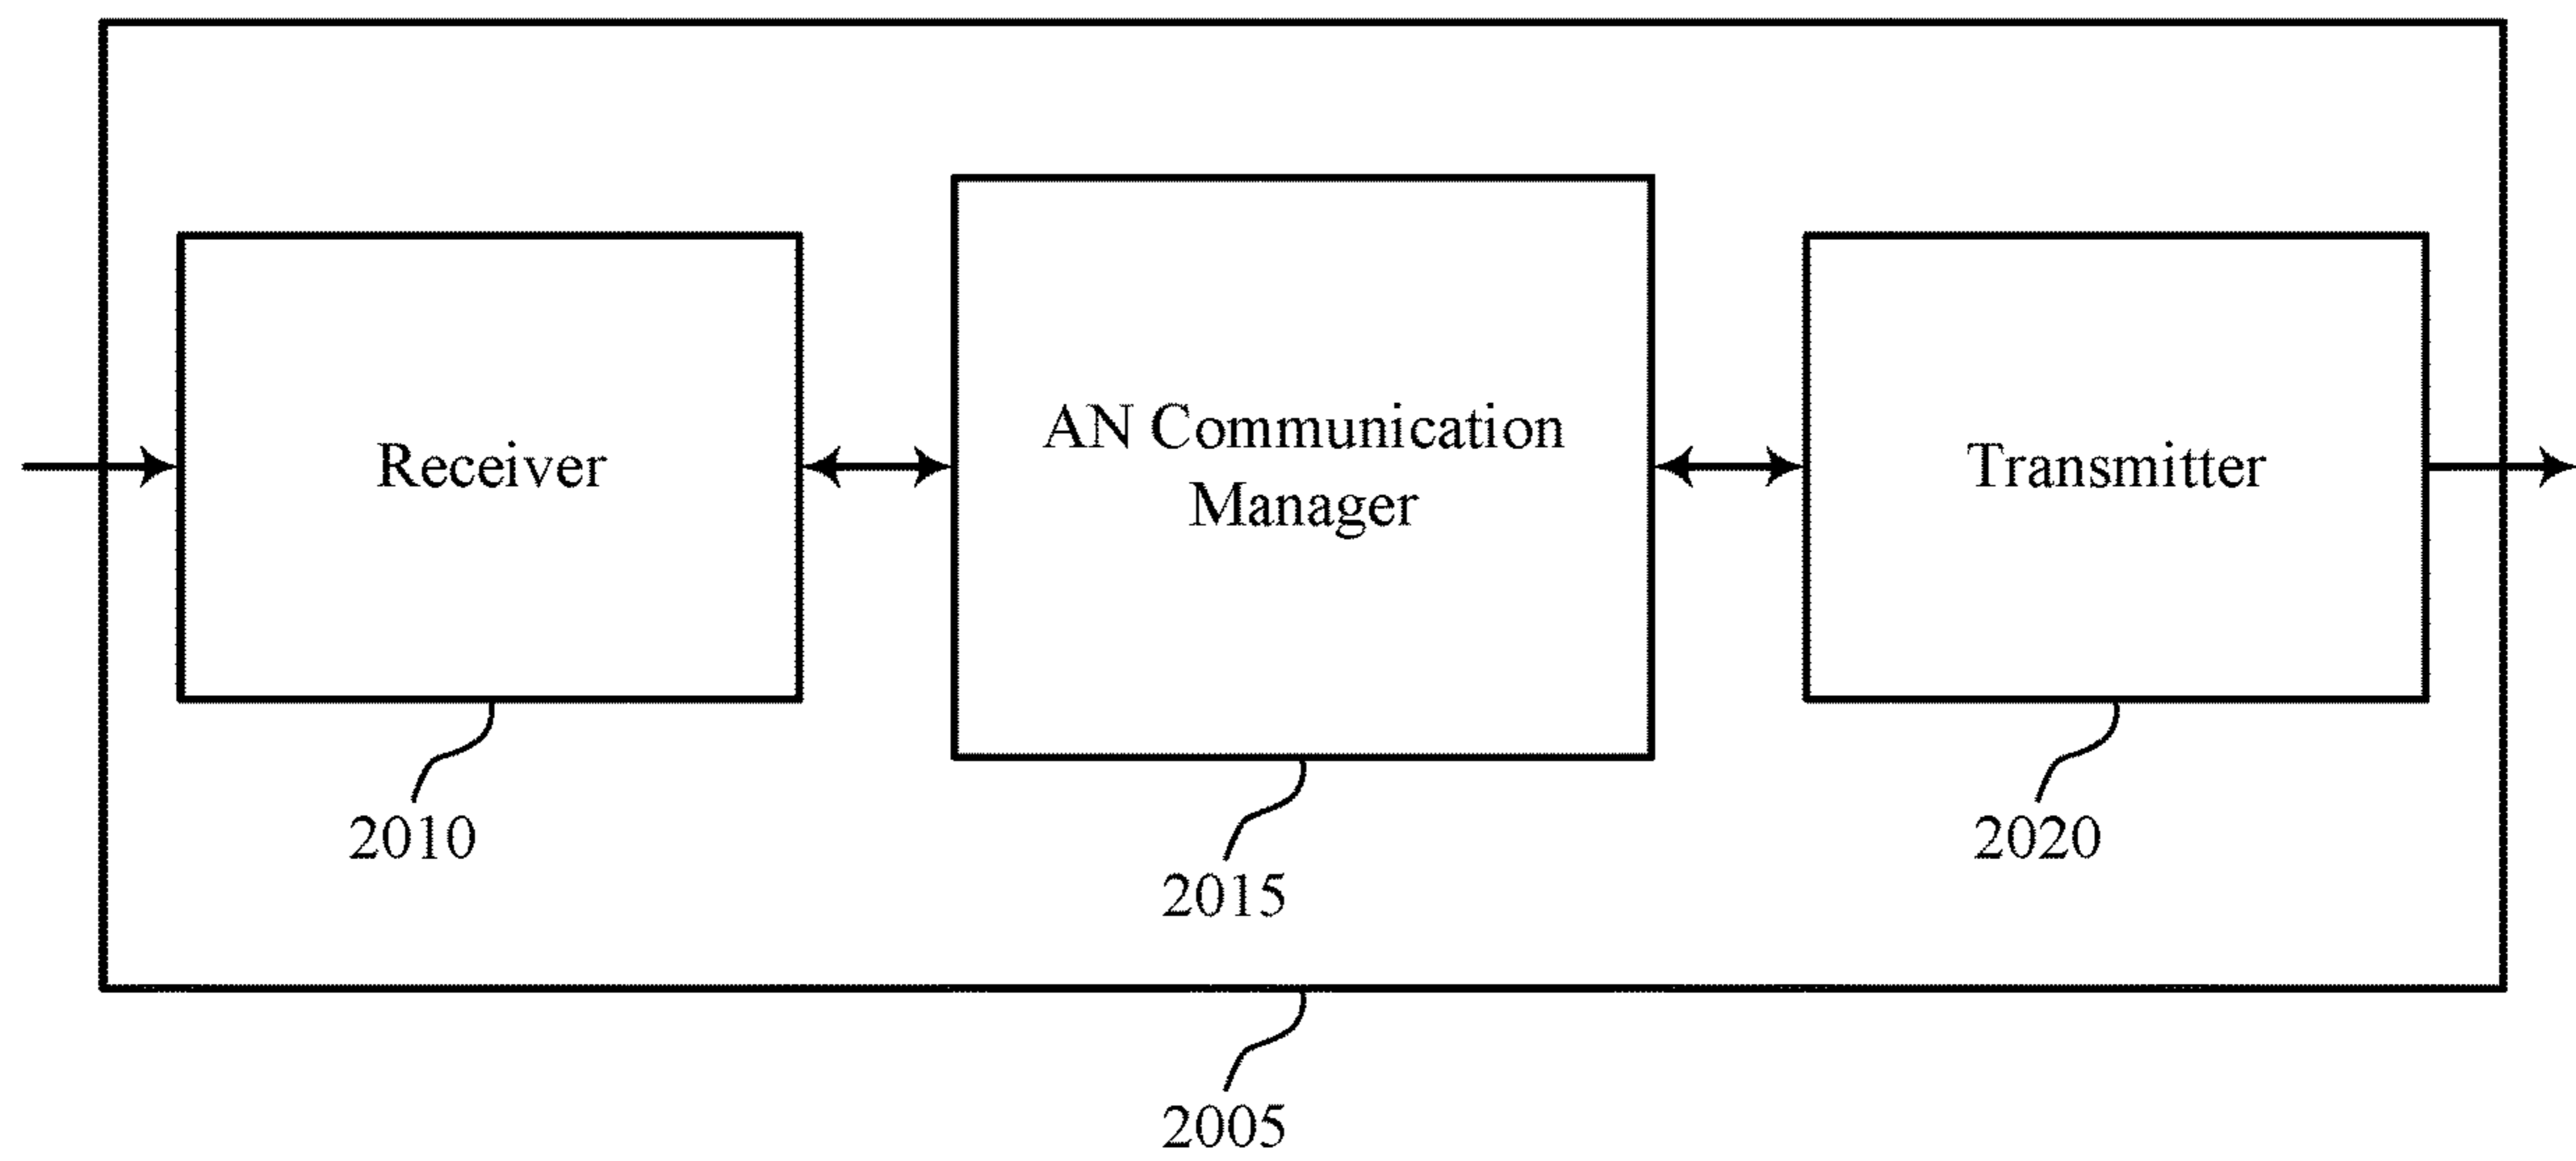 Receiver
AN Communication
Manager
Transmitter
2010
2015
2020
2005